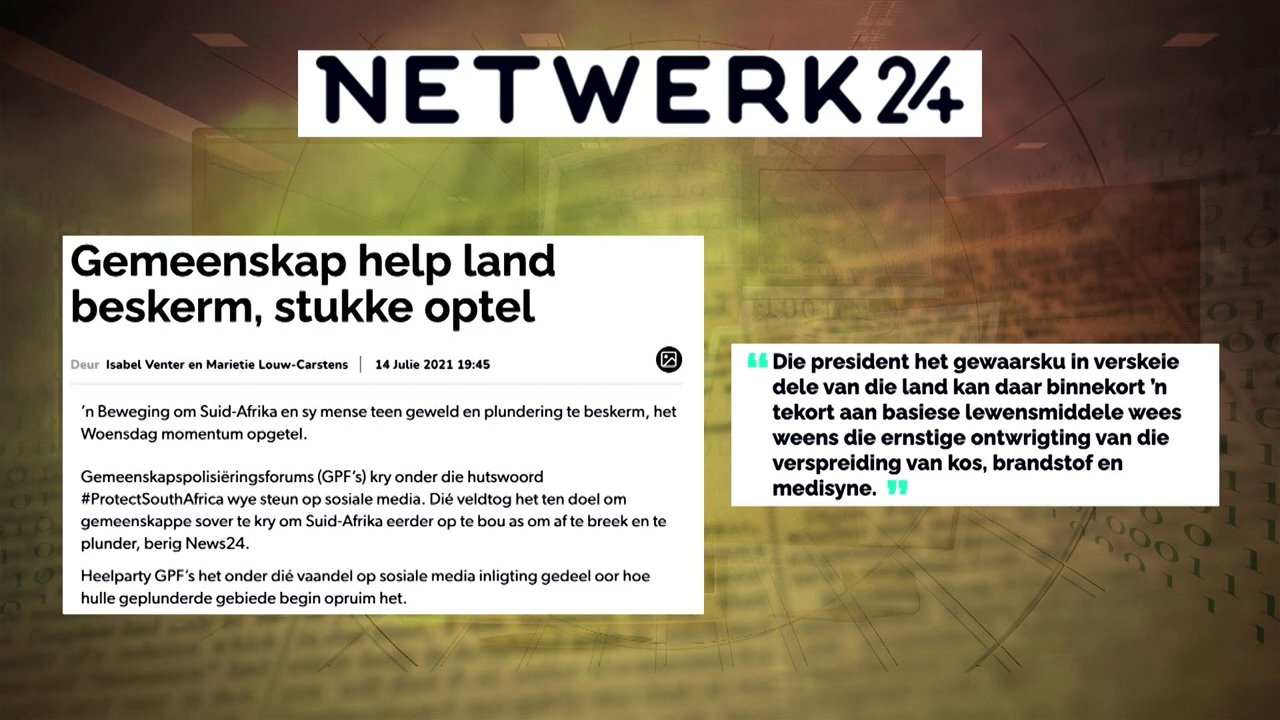 NETWERK24
Gemeenskap help land
beskerm, stukke optel
Deur Isabel Venter en Marietie Louw-Carstens | 14 Julie 2021 19:45
'n Beweging om Suid-Afrika en sy mense teen geweld en plundering te beskerm, het
Woensdag momentum opgetel.
Gemeenskapspolisiëringsforums (GPF's) kry onder die hutswoord
#ProtectSouthAfrica wye steun op sosiale media. Dié veldtog het ten doel om
gemeenskappe sover te kry om Suid-Afrika eerder op te bou as om af te breek en te
plunder, berig News24.
Heelparty GPF's het onder dié vaandel op sosiale media inligting gedeel oor hoe
hulle geplunderde gebiede begin opruim het.
“Die president het gewaarsku in verskeie
dele van die land kan daar binnekort ’n
tekort aan basiese lewensmiddele wees
weens die ernstige ontwrigting van die
verspreiding van kos, brandstof en
medisyne. ”